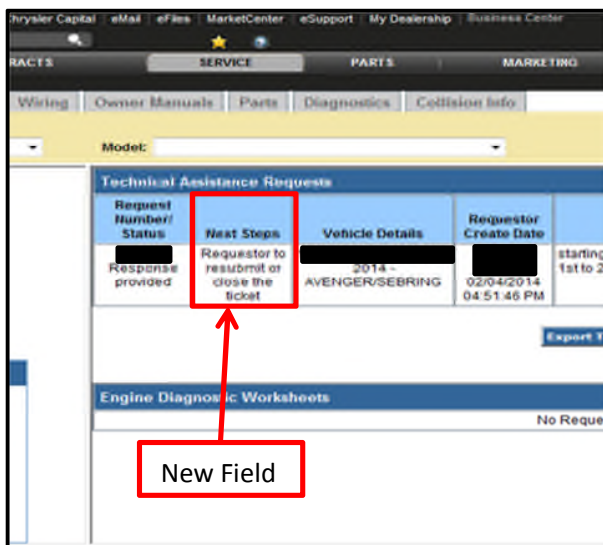 Chrysler Capital eMail eFiles MarketCenter eSupport My Dealership Business Center
RACTS SERVICE PARTS MARKETING
Wiring Owner Manuals Parts Diagnostics Collision Info
Model:
Technical Assistance Requests
Request Number/ Status Next Steps Vehicle Details Requestor Create Date
Response provided
Requestor to resubmit or close the ticket
2014 - AVENGER/SEBRING
02/04/2014 04:51:46 PM
starting
1st to 2
Export T
Engine Diagnostic Worksheets
No Reque
New Field